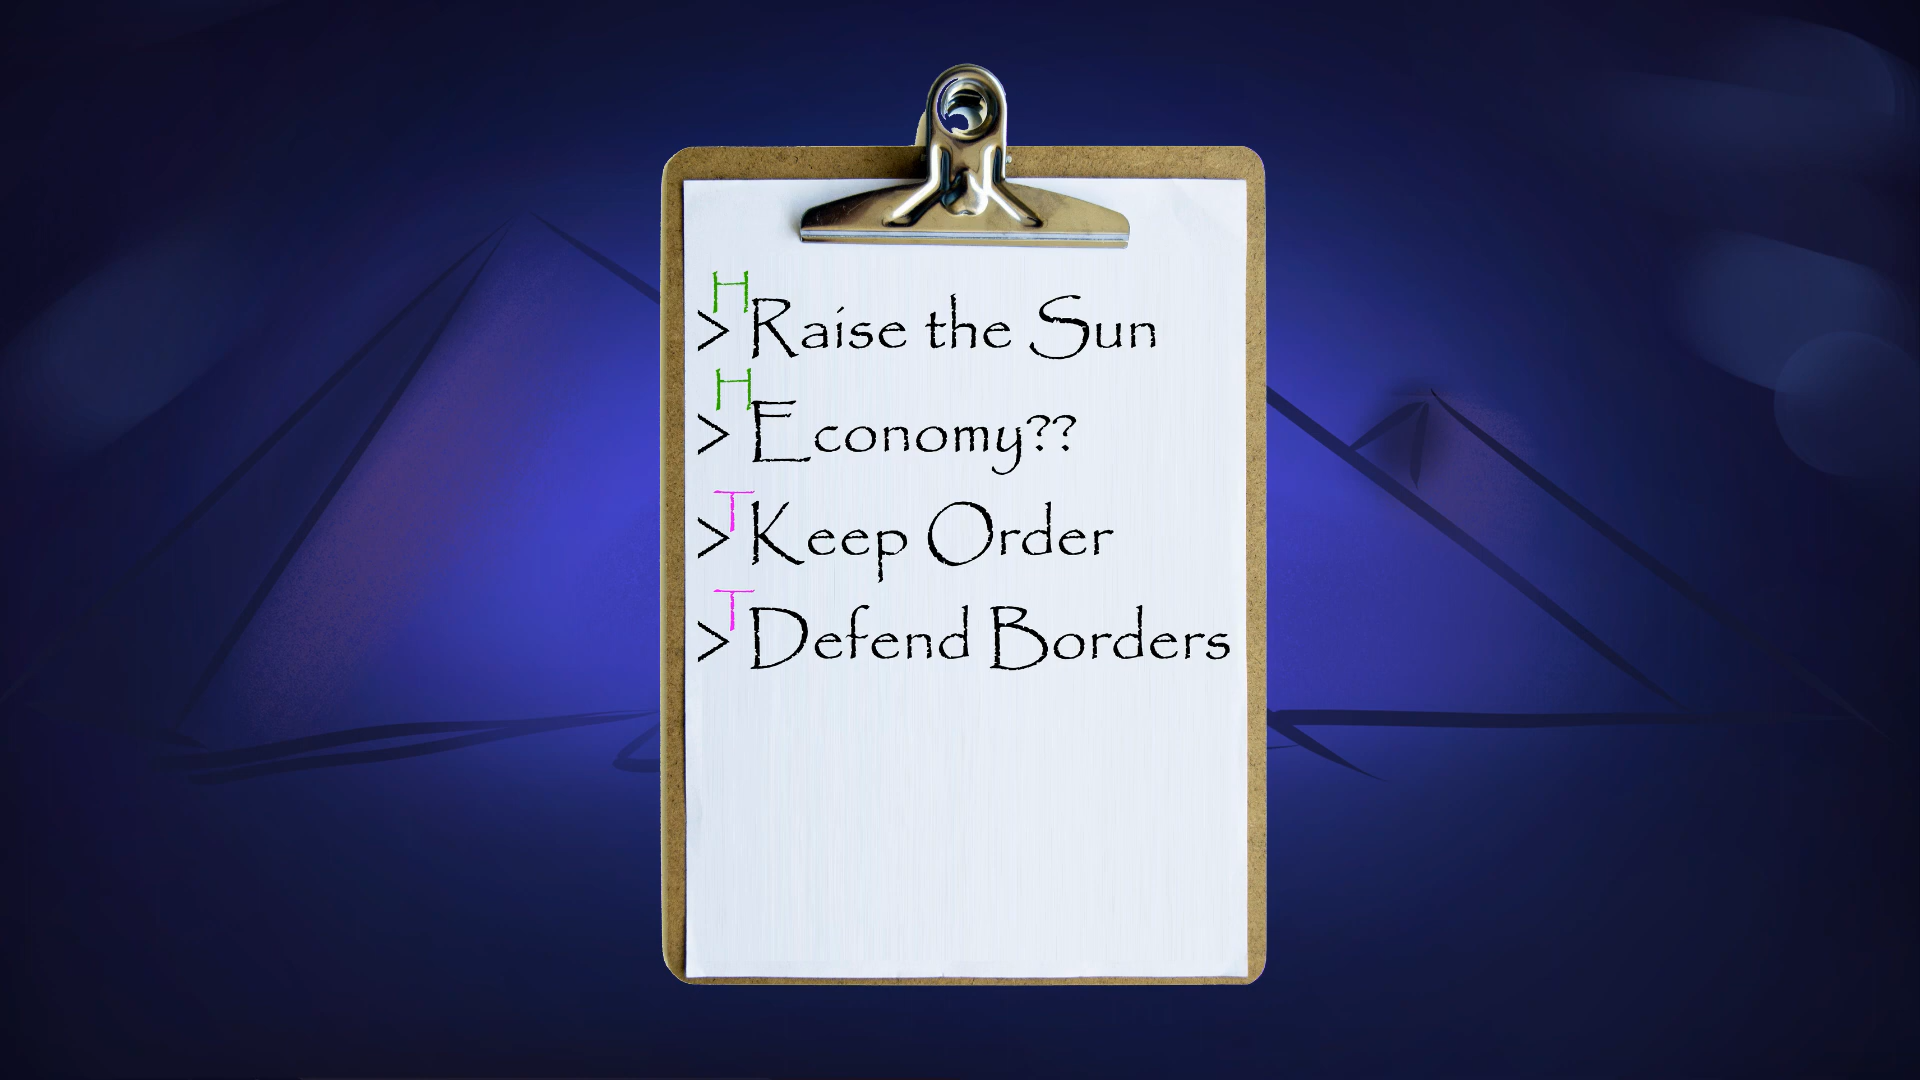 H
> Raise the Sun
H
> Economy??
T
> Keep Order
T
> Defend Borders